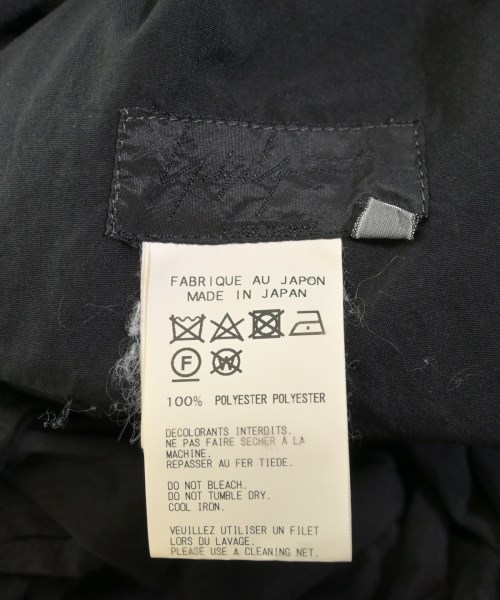 FABRIQUE AU JAPON
MADE IN JAPAN
F W
100% POLYESTER POLYESTER
DECOLORANTS INTERDITS.
NE PAS FAIRE SECHER À LA
MACHINE.
REPASSER AU FER TIEDE.
DO NOT BLEACH.
DO NOT TUMBLE DRY.
COOL IRON.
VEUILLEZ UTILISER UN FILET
LORS DU LAVAGE.
PLEASE USE A CLEANING NET.